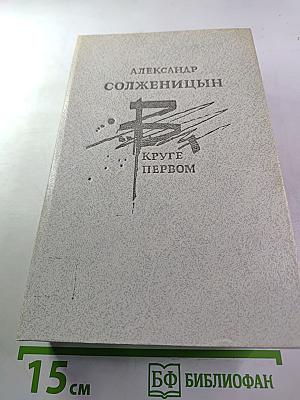 АЛЕКСАНДР
СОЛЖЕНИЦЫН
В
КРУГЕ
ПЕРВОМ
15 см
БФ БИБЛИОФАН